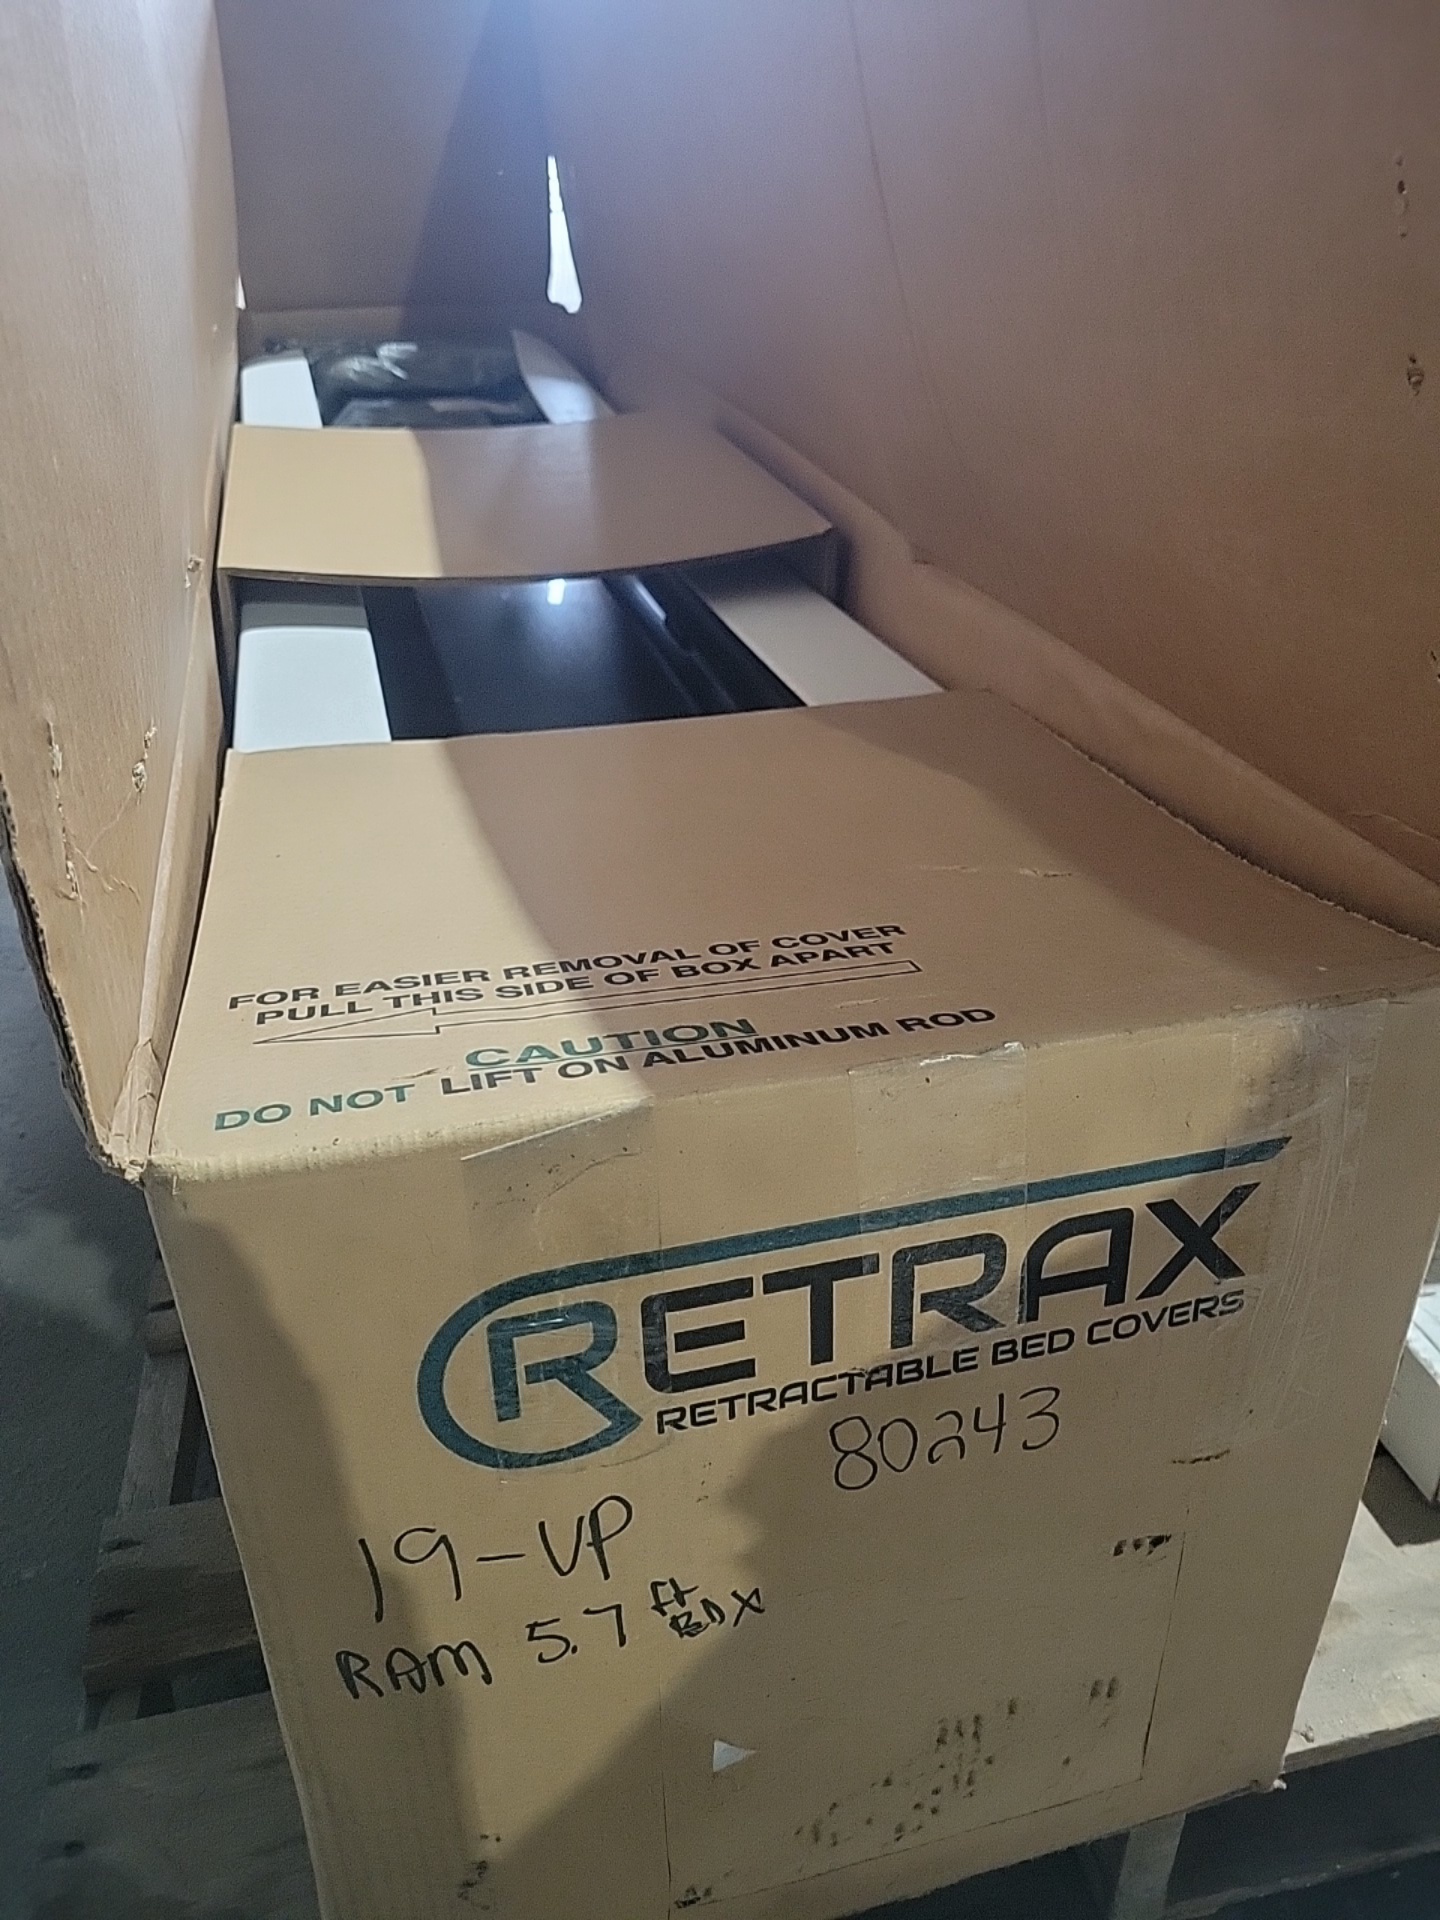 FOR EASIER REMOVAL OF COVER
PULL THIS SIDE OF BOX APART
CAUTION
DO NOT LIFT ON ALUMINUM ROD
RETRAX
RETRACTABLE BED COVERS
80243
19-UP
RAM 5.7 ft BOX